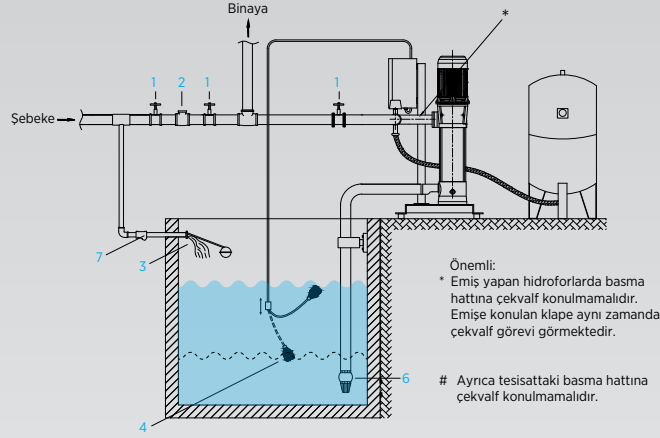 Binaya
*
1
2
1
1
Şebeke
7
3
4
6
Önemli:
* Emiş yapan hidroforlarda basma
hattına çekvalf konulmamalıdır.
Emişe konulan klape aynı zamanda
çekvalf görevi görmektedir.
# Ayrıca tesisattaki basma hattına
çekvalf konulmamalıdır.